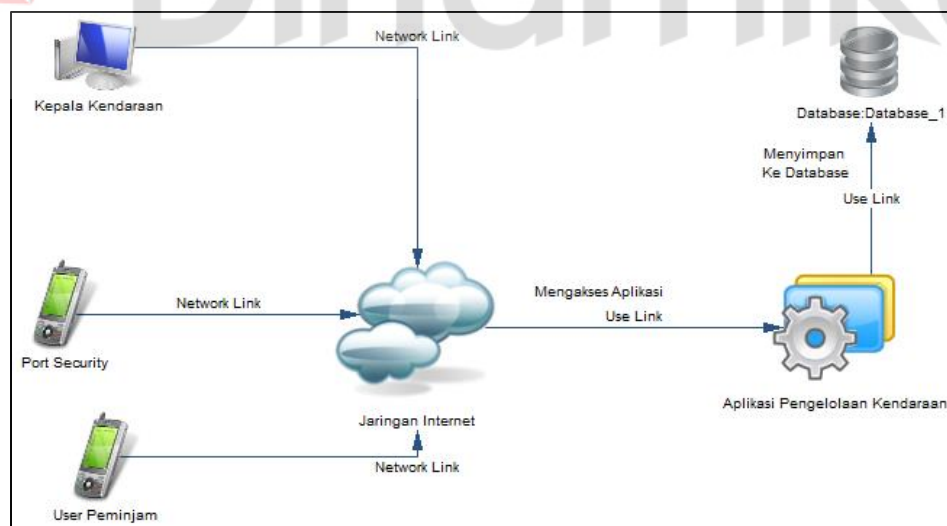 Dinamik
Network Link
Kepala Kendaraan
Database:Database_1
Menyimpan
Ke Database
Use Link
Network Link
Mengakses Aplikasi
Use Link
Port Security
Aplikasi Pengelolaan Kendaraan
Jaringan Internet
Network Link
User Peminjam